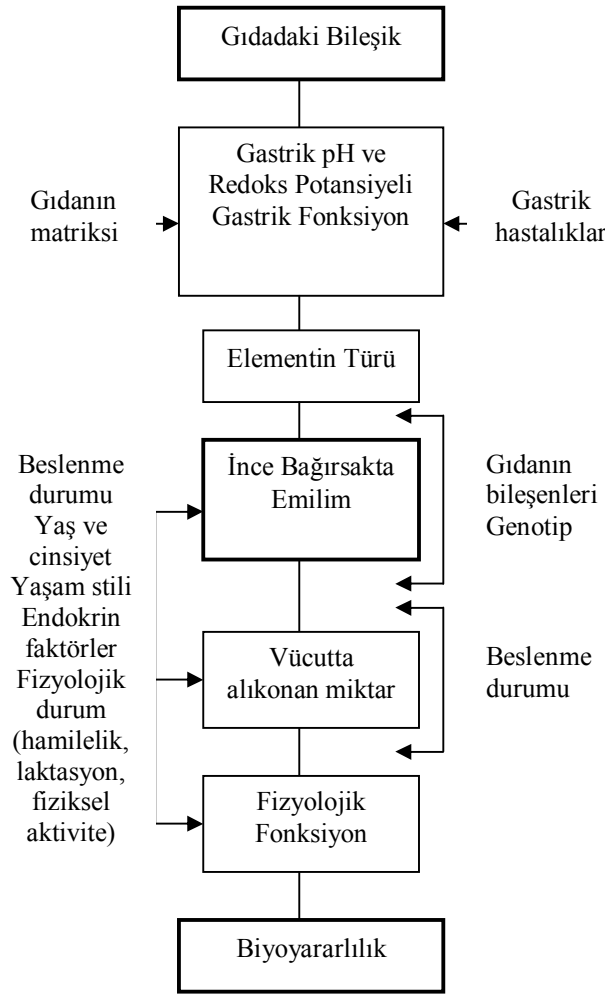 Gıdadaki Bileşik
Gastrik pH ve
Redoks Potansiyeli
Gastrik Fonksiyon
Gıdanın
matriksi
Gastrik
hastalıklar
Elementin Türü
İnce Bağırsakta
Emilim
Gıdanın
bileşenleri
Genotip
Beslenme
durumu
Yaş ve
cinsiyet
Yaşam stili
Endokrin
faktörler
Fizyolojik
durum
(hamilelik,
laktasyon,
fiziksel
aktivite)
Vücutta
alıkonan miktar
Beslenme
durumu
Fizyolojik
Fonksiyon
Biyoyararlılık